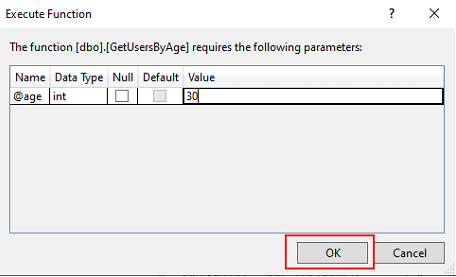 Execute Function ? ×
The function [dbo].[GetUsersByAge] requires the following parameters:
Name Data Type Null Default Value
@age int 30
OK Cancel